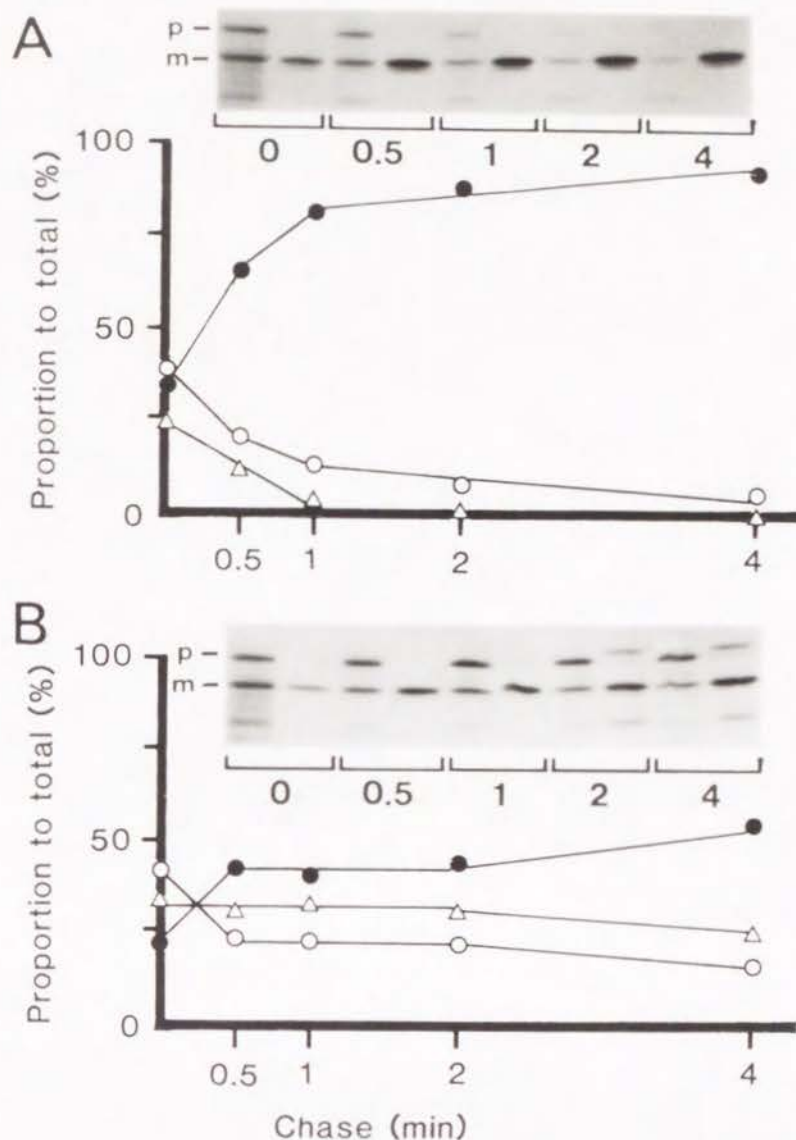 A
p –
m –
0 0.5 1 2 4
100
50
0
Proportion to total (%)
0.5 1 2 4
B
p –
m –
0 0.5 1 2 4
100
50
0
Proportion to total (%)
0.5 1 2 4
Chase (min)